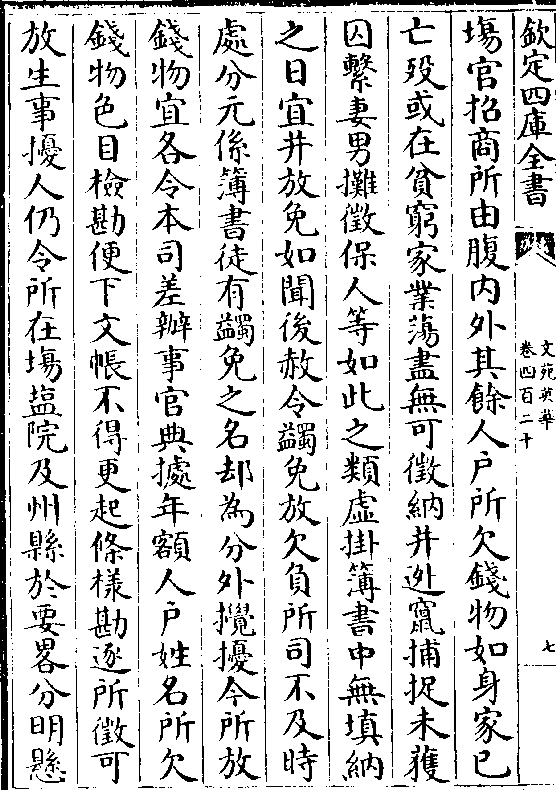 欽定四庫全書
文苑英華
卷四百二十
七
塲官招商所由腹内外其餘人户所欠錢物如身家已
亡殁或在貧窮家業蕩盡無可徵納并逃竄捕捉未獲
囚繫妻男攤徵保人等如此之類虚掛簿書中無填納
之日宜并放免如聞後赦令蠲免放欠負所司不及時
處分元係簿書徒有蠲免之名却為分外攪擾今所放
錢物宜各令本司差辦事官典據年額人户姓名所欠
錢物色目檢勘便下文帳不得更起條様勘逐所徵可
放生事擾人仍令所在塲鹽院及州縣於要畧分明懸